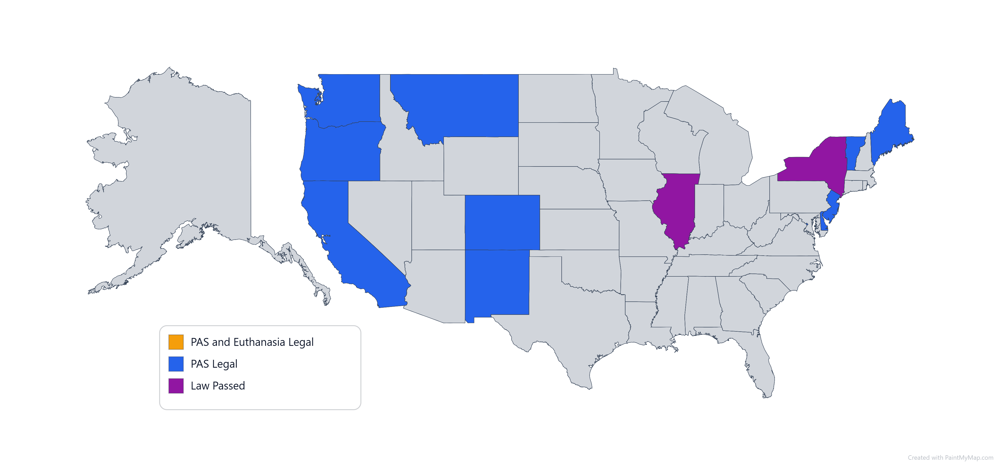 PAS and Euthanasia Legal
PAS Legal
Law Passed
Created with PaintMyMap.com